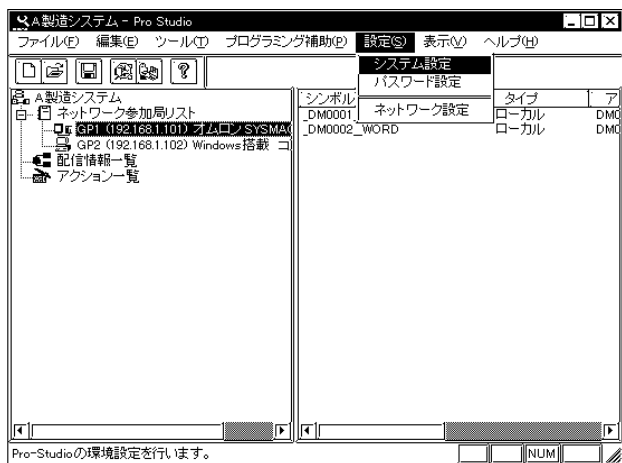 A製造システム - Pro Studio
ファイル(F) 編集(E) ツール(T) プログラミング補助(P) 設定(S) 表示(V) ヘルプ(H)
システム設定
パスワード設定
ネットワーク設定
A製造システム
ネットワーク参加局リスト
GP1 (192.168.1.101) オムロン SYSMA
GP2 (192.168.1.102) Windows搭載 コ
配信情報一覧
アクション一覧
シンボル タイプ ア
_DM0001_ ローカル DM0
_DM0002_WORD ローカル DM0
Pro-Studioの環境設定を行います。
NUM